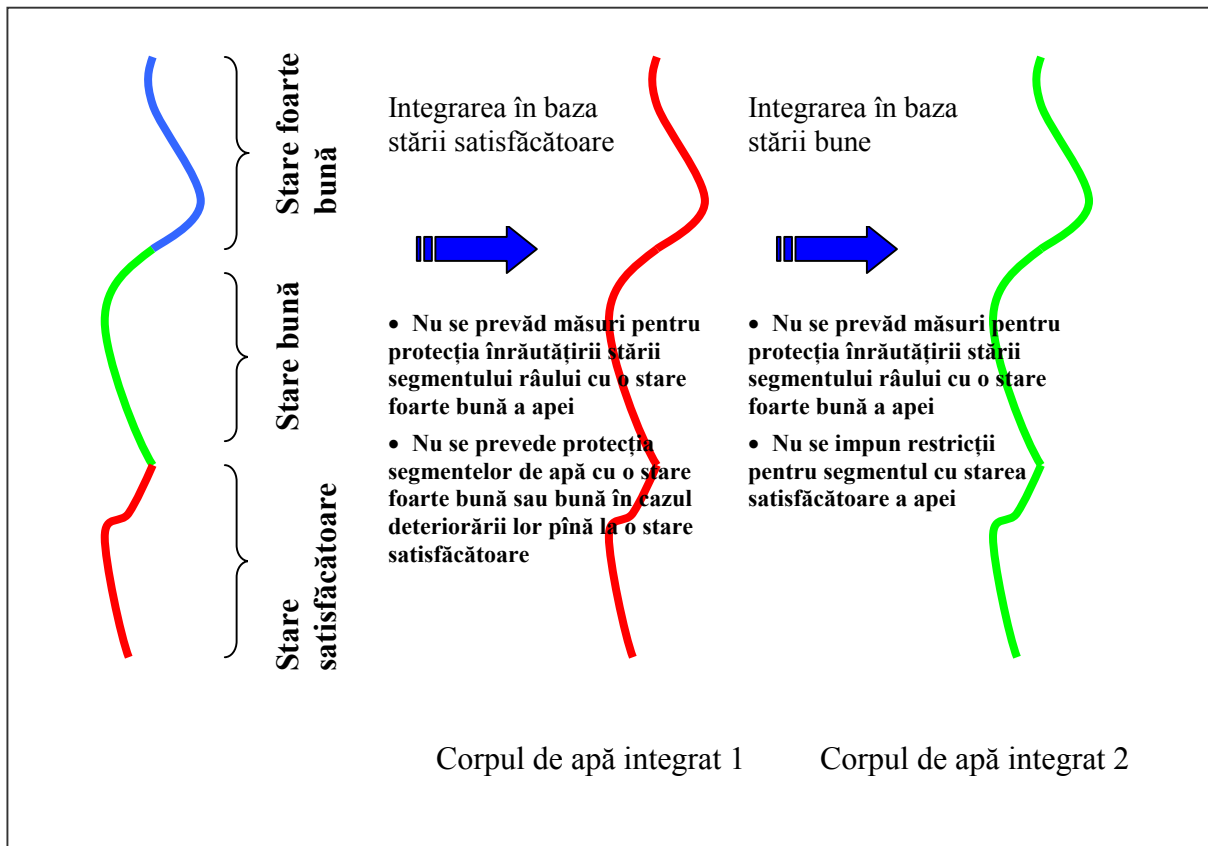 Stare foarte
bună
Stare bună
Stare
satisfăcătoare
Integrarea în baza
stării satisfăcătoare
• Nu se prevăd măsuri pentru
protecția înrăutățirii stării
segmentului râului cu o stare
foarte bună a apei
• Nu se prevede protecția
segmentelor de apă cu o stare
foarte bună sau bună în cazul
deteriorării lor pînă la o stare
satisfăcătoare
Corpul de apă integrat 1
Integrarea în baza
stării bune
• Nu se prevăd măsuri pentru
protecția înrăutățirii stării
segmentului râului cu o stare
foarte bună a apei
• Nu se impun restricții
pentru segmentul cu starea
satisfăcătoare a apei
Corpul de apă integrat 2